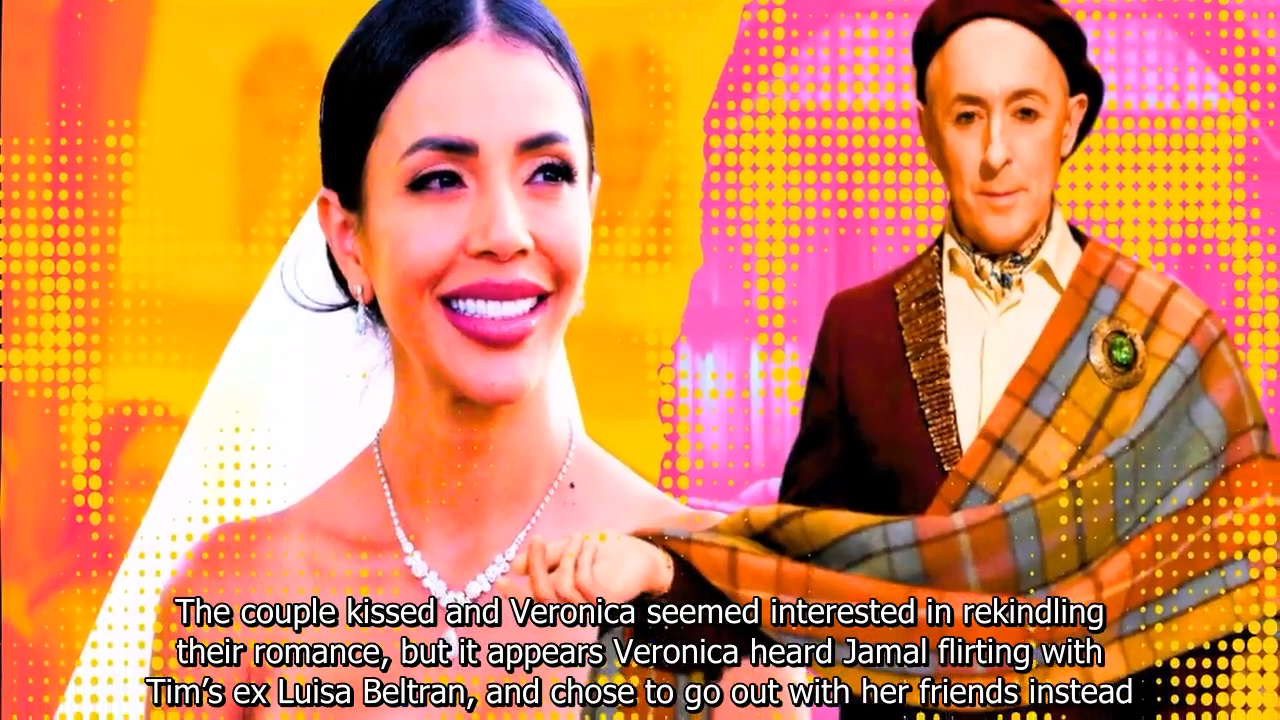 The couple kissed and Veronica seemed interested in rekindling
their romance, but it appears Veronica heard Jamal flirting with
Tim’s ex Luisa Beltran, and chose to go out with her friends instead